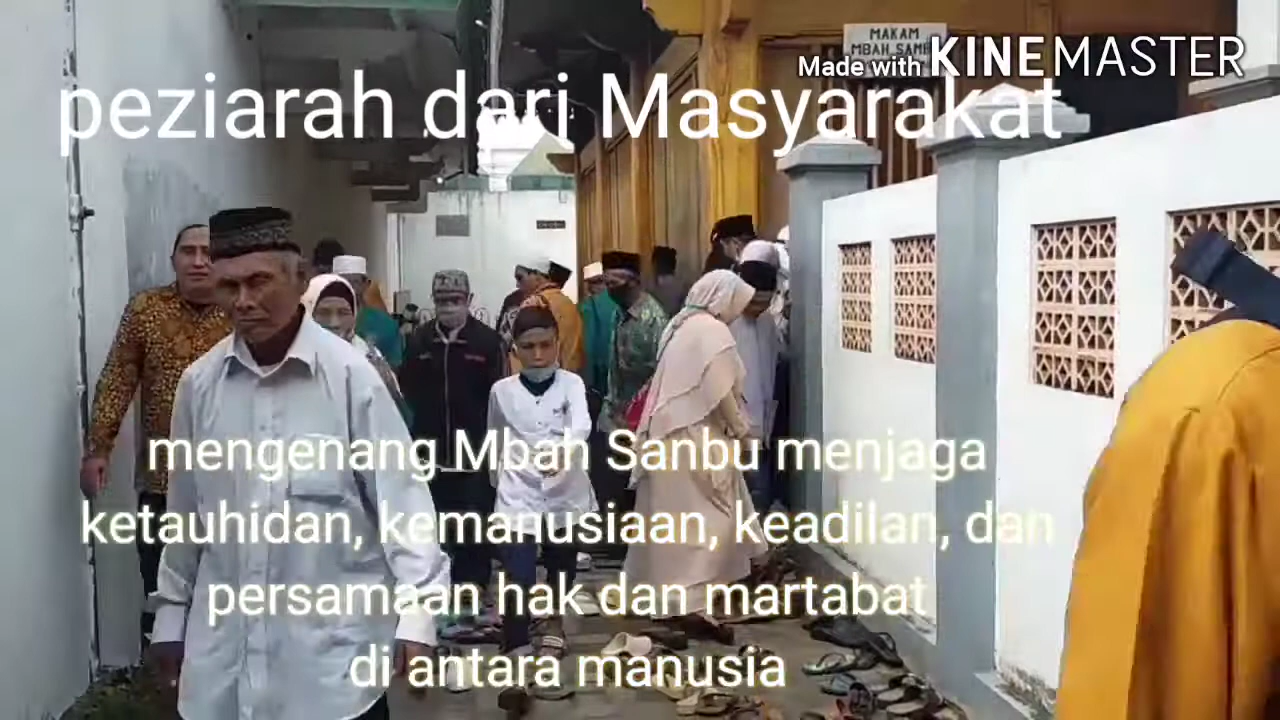 MAKAM
MBAH
Made with KINEMASTER
peziarah dari Masyarakat
mengenang Mbah Sanbu menjaga
ketauhidan, kemanusiaan, keadilan, dan
persamaan hak dan martabat
di antara manusia